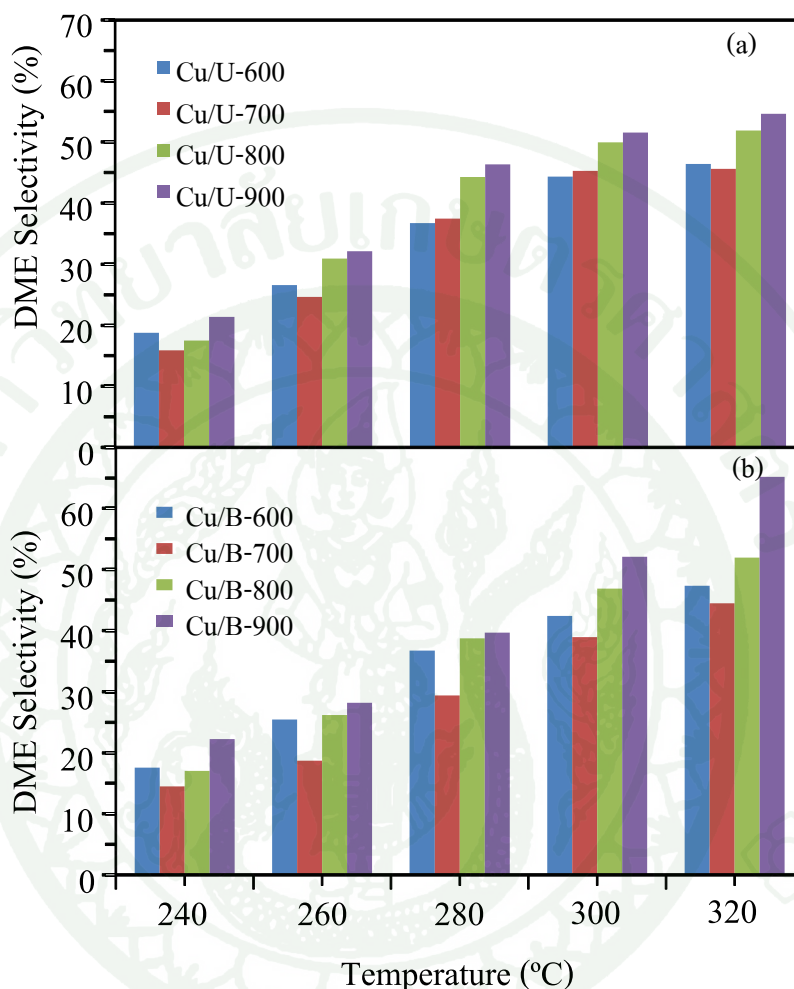 70
60
50
40
30
20
10
0
DME Selectivity (%)
(a)
Cu/U-600
Cu/U-700
Cu/U-800
Cu/U-900
60
50
40
30
20
10
0
DME Selectivity (%)
(b)
Cu/B-600
Cu/B-700
Cu/B-800
Cu/B-900
240 260 280 300 320
Temperature (ºC)